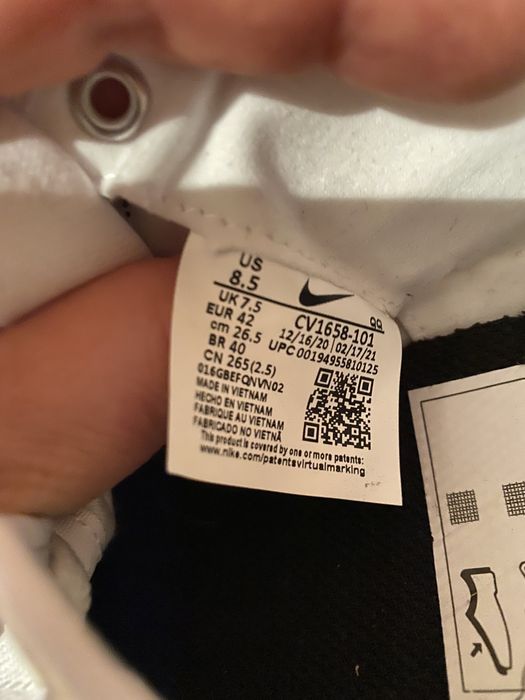 US
8.5
UK 7.5
EUR 42
cm 26.5
BR 40
CN 265(2.5)
QQ
CV1658-101
12/16/20 02/17/21
UPC 00194955810125
016GBEFQNVN02
MADE IN VIETNAM
HECHO EN VIETNAM
FABRIQUE AU VIETNAM
FABRICADO NO VIETNÃ
This product is covered by one or more patents:
www.nike.com/patentsvirtualmarking